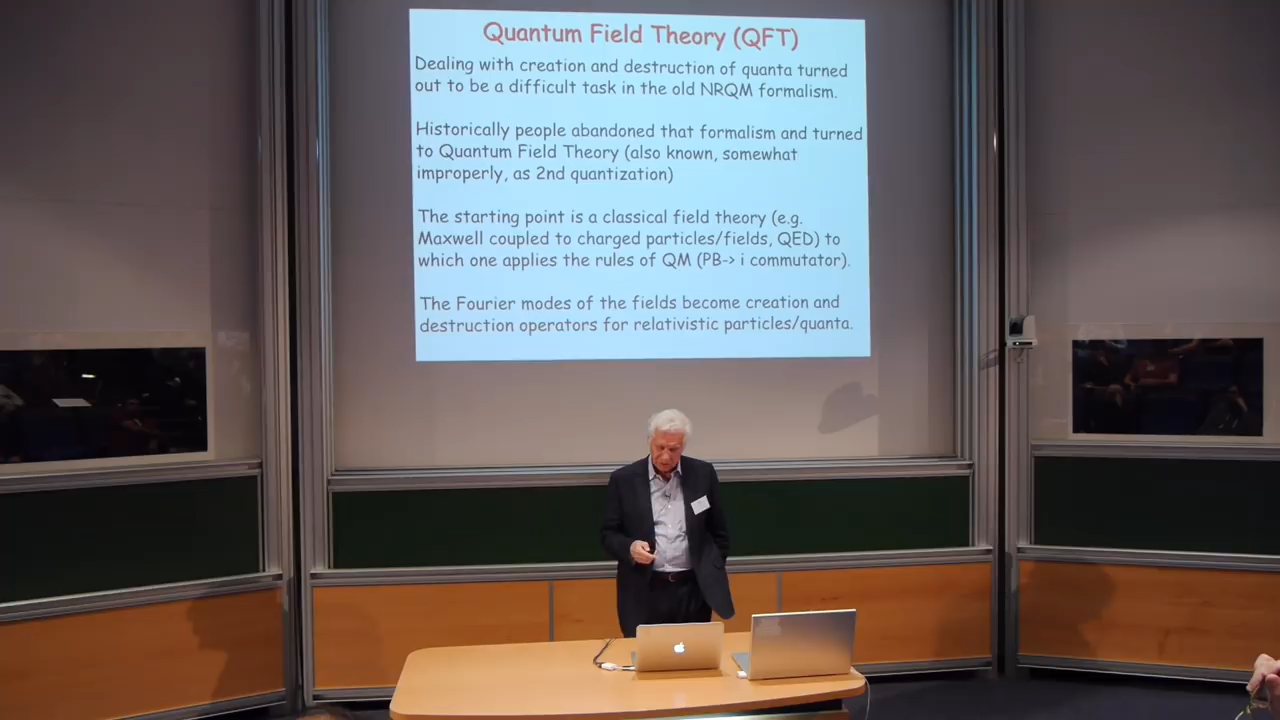 Quantum Field Theory (QFT)
Dealing with creation and destruction of quanta turned
out to be a difficult task in the old NRQM formalism.
Historically people abandoned that formalism and turned
to Quantum Field Theory (also known, somewhat
improperly, as 2nd quantization)
The starting point is a classical field theory (e.g.
Maxwell coupled to charged particles/fields, QED) to
which one applies the rules of QM (PB-> i commutator).
The Fourier modes of the fields become creation and
destruction operators for relativistic particles/quanta.